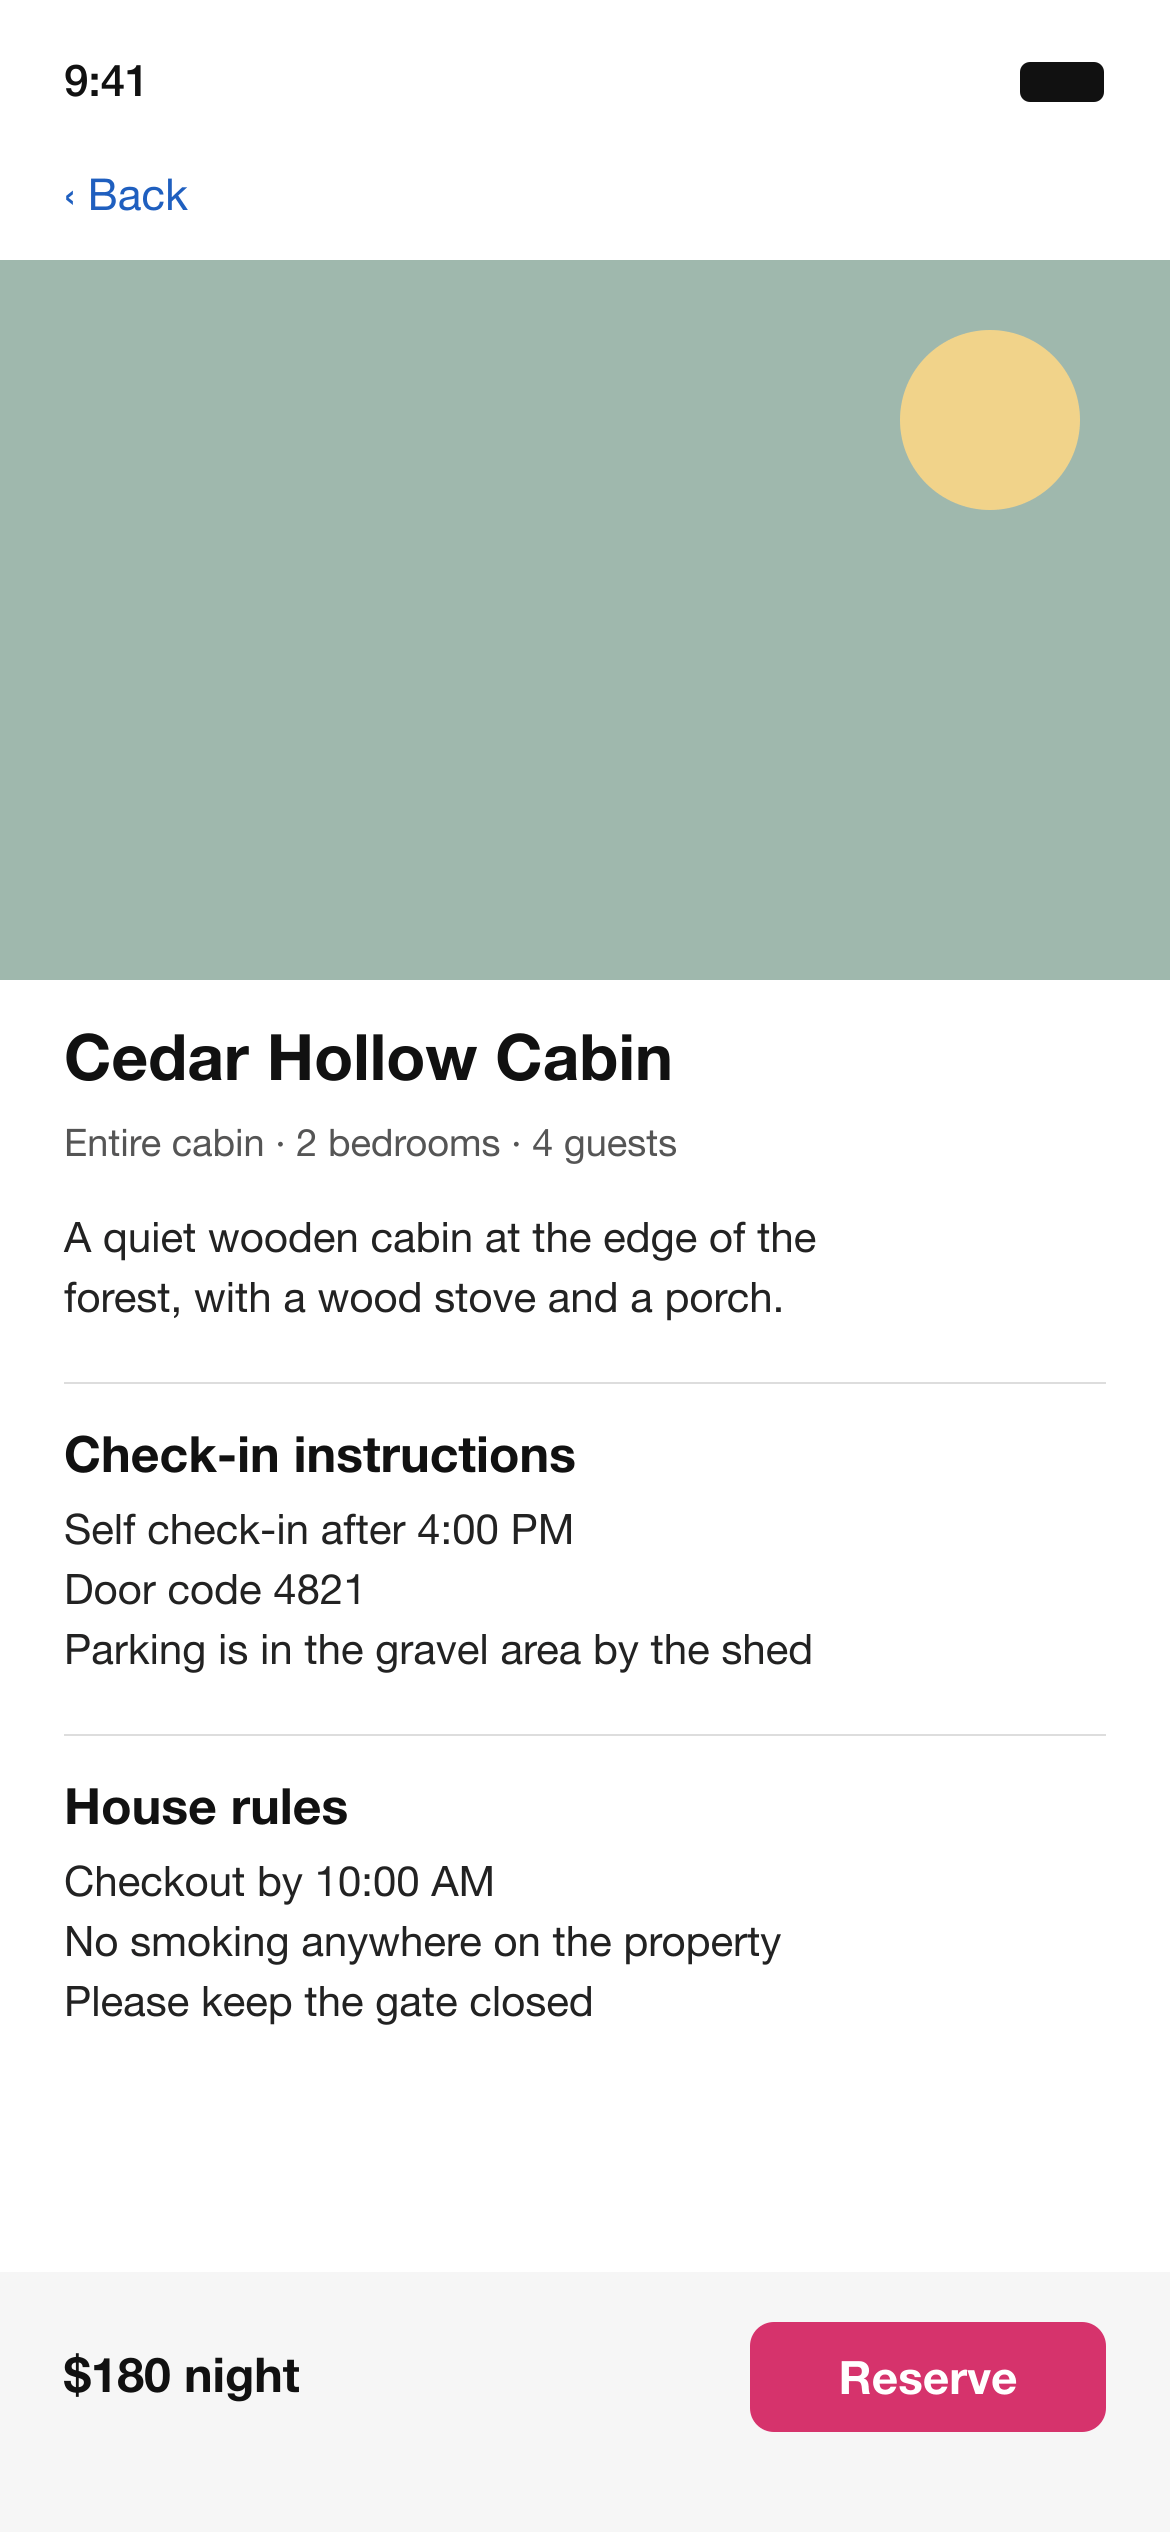 9:41
‹ Back
Cedar Hollow Cabin
Entire cabin · 2 bedrooms · 4 guests
A quiet wooden cabin at the edge of the
forest, with a wood stove and a porch.
Check-in instructions
Self check-in after 4:00 PM
Door code 4821
Parking is in the gravel area by the shed
House rules
Checkout by 10:00 AM
No smoking anywhere on the property
Please keep the gate closed
$180 night
Reserve